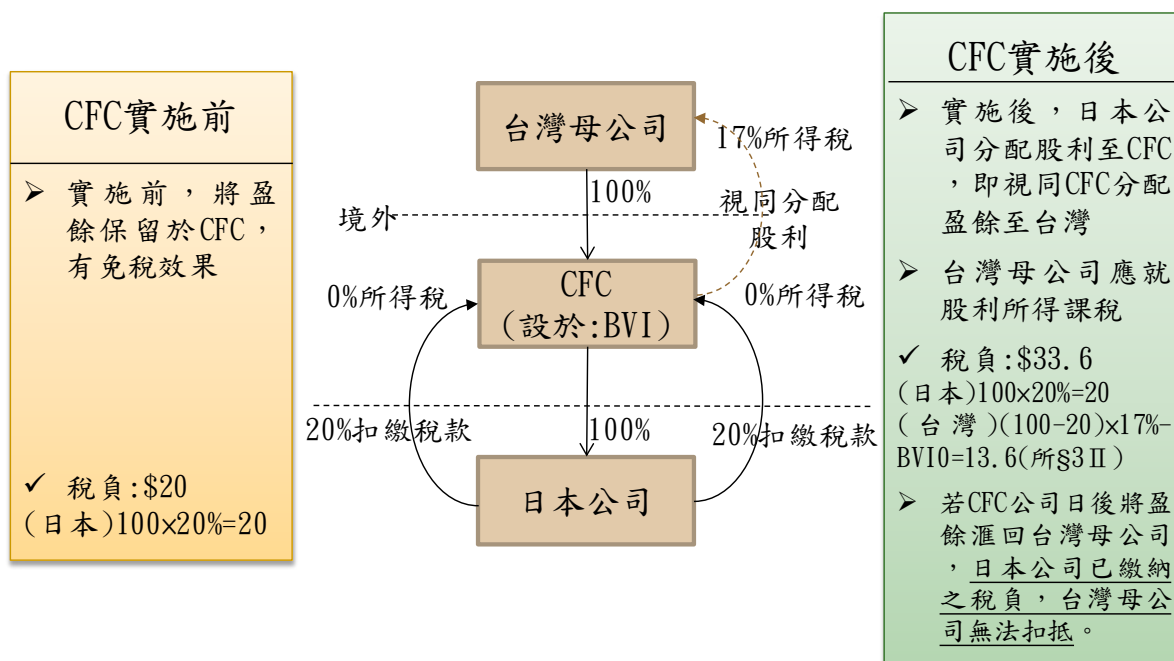 CFC實施前
➢ 實施前，將盈
餘保留於CFC，
有免稅效果
✓ 稅負:$20
(日本)100×20%=20
台灣母公司
17%所得稅
100%
境外
視同分配
股利
0%所得稅
CFC
(設於:BVI)
0%所得稅
20%扣繳稅款
100%
20%扣繳稅款
日本公司
CFC實施後
➢ 實施後，日本公
司分配股利至CFC
，即視同CFC分配
盈餘至台灣
➢ 台灣母公司應就
股利所得課稅
✓ 稅負:$33.6
(日本)100×20%=20
(台灣)(100-20)×17%-
BVI0=13.6(所§3Ⅱ)
➢ 若CFC公司日後將盈
餘滙回台灣母公司
，日本公司已繳納
之稅負，台灣母公
司無法扣抵。